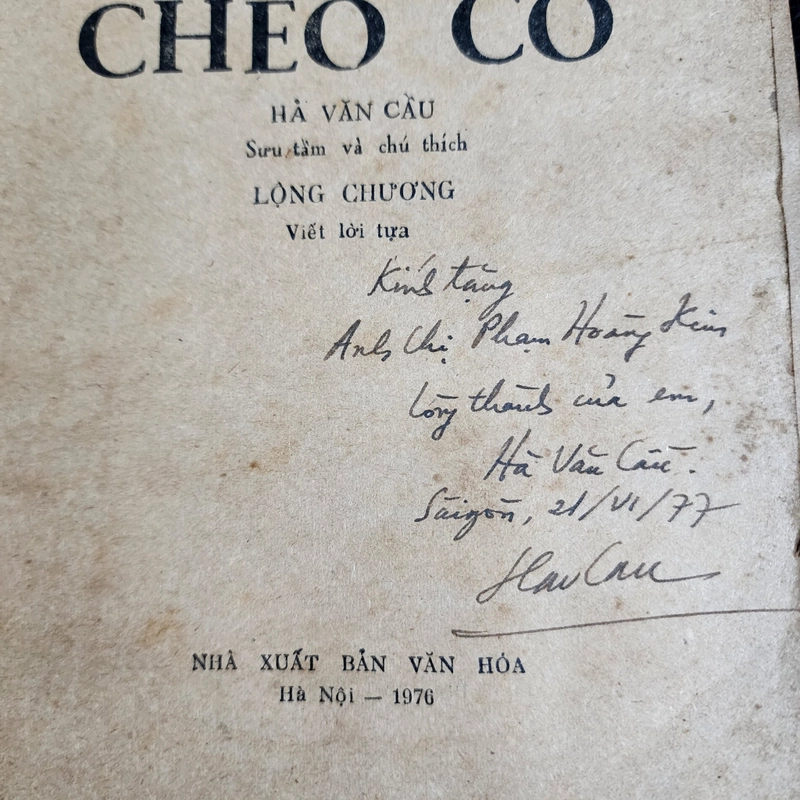 CHÈO CỔ
HÀ VĂN CẦU
Sưu tầm và chú thích
LỘNG CHƯƠNG
Viết lời tựa
Kính tặng
Anh Chị Phạm Hoàng Kim
lòng thành của em,
Hà Văn Cầu.
Sàigòn, 21/VI/77
HavCau
NHÀ XUẤT BẢN VĂN HÓA
Hà Nội — 1976